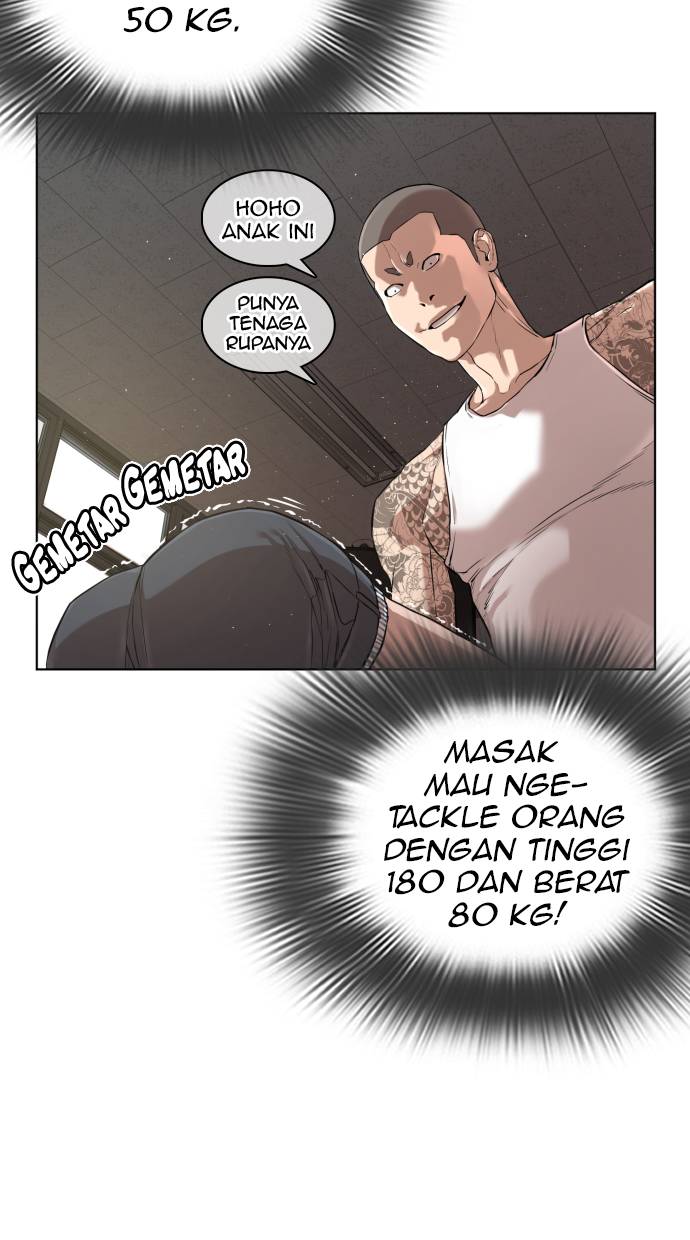 50 KG.
HOHO
ANAK INI
PUNYA
TENAGA
RUPANYA
GEMETAR GEMETAR
MASAK
MAU NGE-
TACKLE ORANG
DENGAN TINGGI
180 DAN BERAT
80 KG!